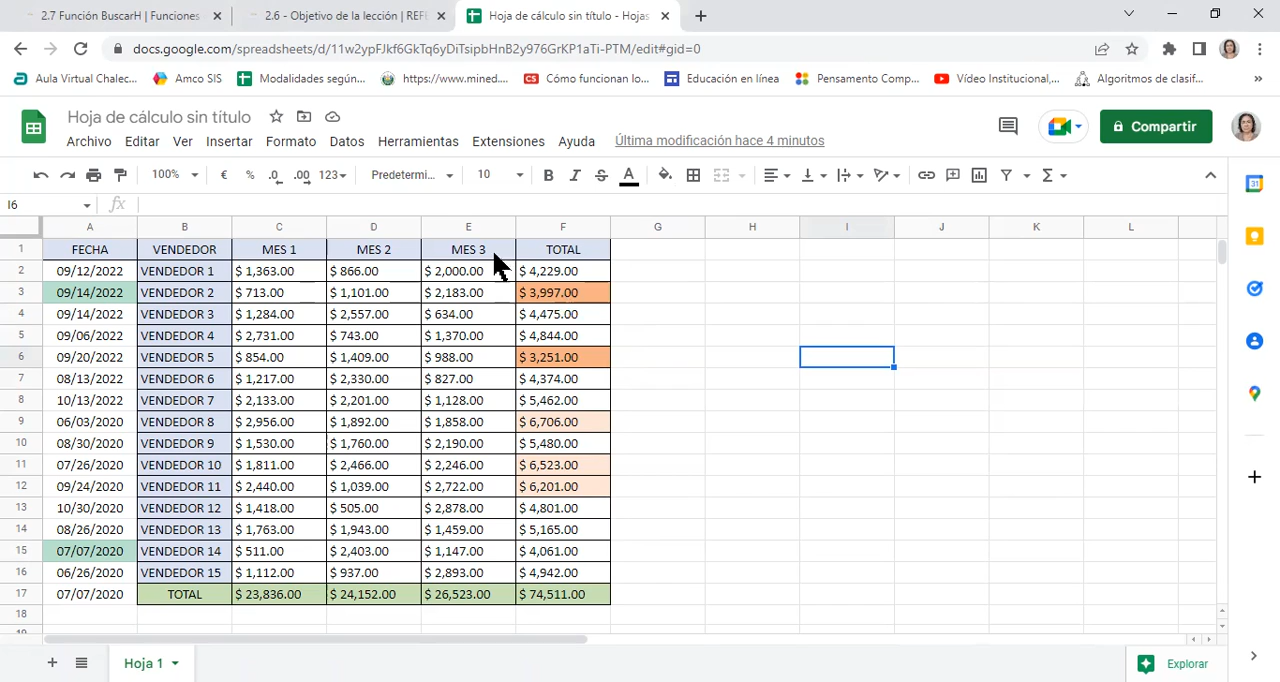 2.7 Función BuscarH | Funciones
2.6 - Objetivo de la lección | REFE
Hoja de cálculo sin título - Hojas
docs.google.com/spreadsheets/d/11w2ypFJkf6GkTq6yDiTsipbHnB2y976GrKP1aTi-PTM/edit#gid=0
Aula Virtual Chalec... Amco SIS Modalidades según... https://www.mined... CS Cómo funcionan lo... Educación en línea Pensamento Comp... Vídeo Institucional,... Algoritmos de clasif... »
Hoja de cálculo sin título
Compartir
Archivo Editar Ver Insertar Formato Datos Herramientas Extensiones Ayuda Última modificación hace 4 minutos
100% € % .0 .00 123 Predetermi... 10 B I S A Σ
31
I6 fx
A B C D E F G H I J K L
1 FECHA VENDEDOR MES 1 MES 2 MES 3 TOTAL
2 09/12/2022 VENDEDOR 1 $ 1,363.00 $ 866.00 $ 2,000.00 $ 4,229.00
3 09/14/2022 VENDEDOR 2 $ 713.00 $ 1,101.00 $ 2,183.00 $ 3,997.00
4 09/14/2022 VENDEDOR 3 $ 1,284.00 $ 2,557.00 $ 634.00 $ 4,475.00
5 09/06/2022 VENDEDOR 4 $ 2,731.00 $ 743.00 $ 1,370.00 $ 4,844.00
6 09/20/2022 VENDEDOR 5 $ 854.00 $ 1,409.00 $ 988.00 $ 3,251.00
7 08/13/2022 VENDEDOR 6 $ 1,217.00 $ 2,330.00 $ 827.00 $ 4,374.00
8 10/13/2022 VENDEDOR 7 $ 2,133.00 $ 2,201.00 $ 1,128.00 $ 5,462.00
9 06/03/2020 VENDEDOR 8 $ 2,956.00 $ 1,892.00 $ 1,858.00 $ 6,706.00
10 08/30/2020 VENDEDOR 9 $ 1,530.00 $ 1,760.00 $ 2,190.00 $ 5,480.00
11 07/26/2020 VENDEDOR 10 $ 1,811.00 $ 2,466.00 $ 2,246.00 $ 6,523.00
12 09/24/2020 VENDEDOR 11 $ 2,440.00 $ 1,039.00 $ 2,722.00 $ 6,201.00
13 10/30/2020 VENDEDOR 12 $ 1,418.00 $ 505.00 $ 2,878.00 $ 4,801.00
14 08/26/2020 VENDEDOR 13 $ 1,763.00 $ 1,943.00 $ 1,459.00 $ 5,165.00
15 07/07/2020 VENDEDOR 14 $ 511.00 $ 2,403.00 $ 1,147.00 $ 4,061.00
16 06/26/2020 VENDEDOR 15 $ 1,112.00 $ 937.00 $ 2,893.00 $ 4,942.00
17 07/07/2020 TOTAL $ 23,836.00 $ 24,152.00 $ 26,523.00 $ 74,511.00
18
19
Hoja 1
Explorar